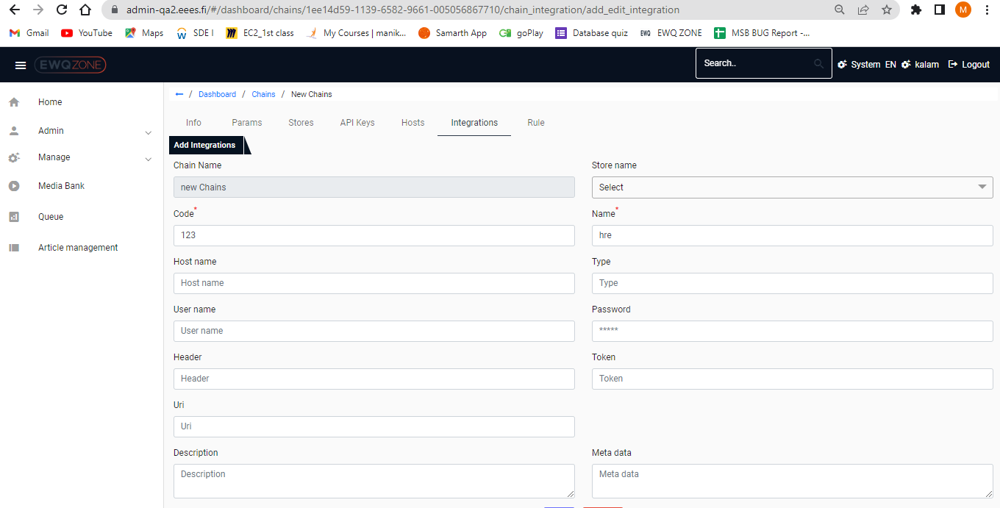 admin-qa2.eees.fi/#/dashboard/chains/1ee14d59-1139-6582-9661-005056867710/chain_integration/add_edit_integration M
Gmail YouTube Maps SDE I EC2_1st class My Courses | manik... Samarth App goPlay Database quiz EWQ EWQ ZONE MSB BUG Report -...
EWQZONE Search.. System EN kalam Logout
Home
Admin
Manage
Media Bank
Queue
Article management
← / Dashboard / Chains / New Chains
Info Params Stores API Keys Hosts Integrations Rule
Add Integrations
Chain Name Store name
new Chains Select
Code* Name*
123 hre
Host name Type
Host name Type
User name Password
User name *****
Header Token
Header Token
Uri
Uri
Description Meta data
Description Meta data